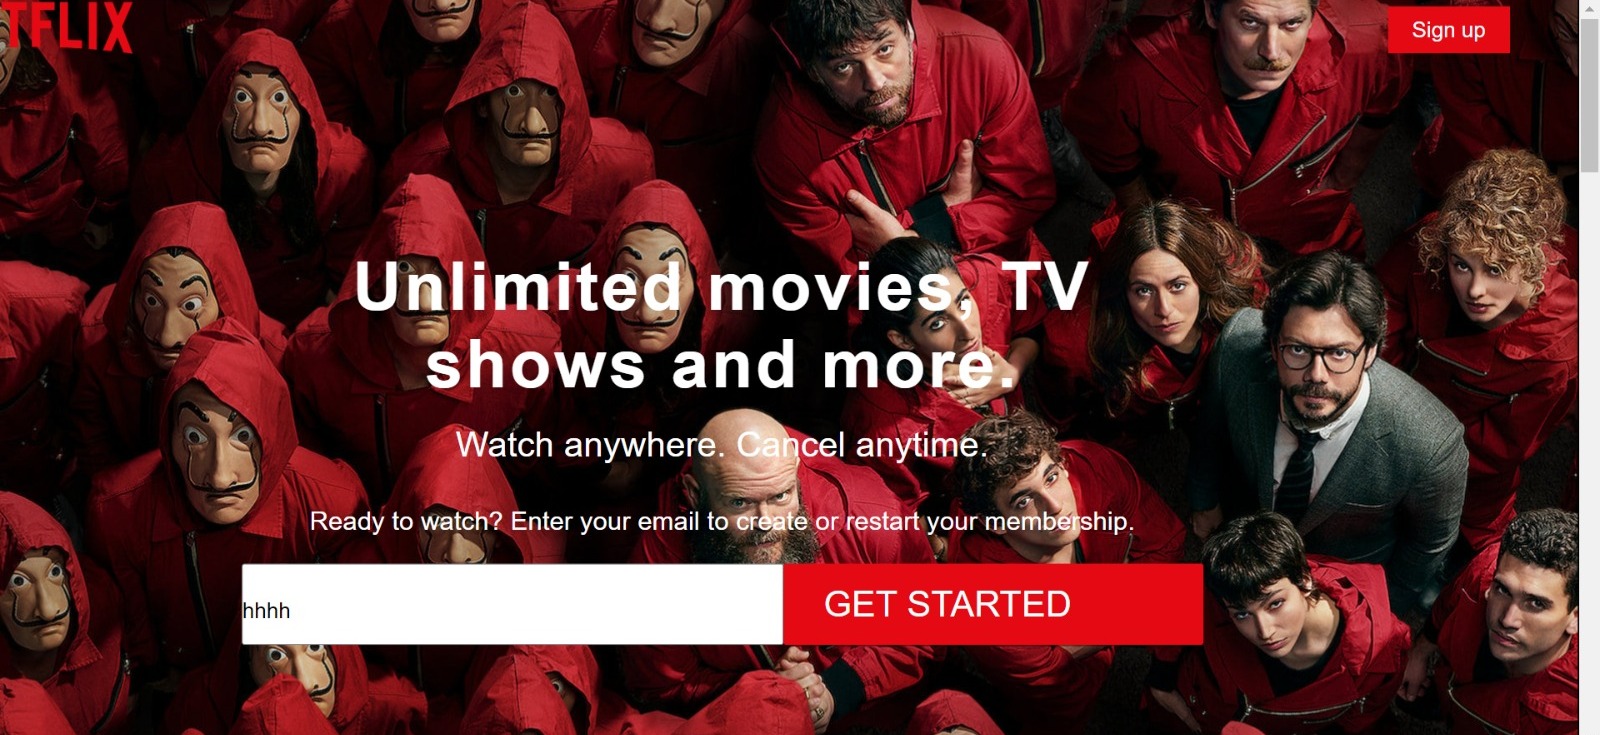 TFLIX
Sign up
Unlimited movies, TV
shows and more.
Watch anywhere. Cancel anytime.
Ready to watch? Enter your email to create or restart your membership.
hhhh
GET STARTED